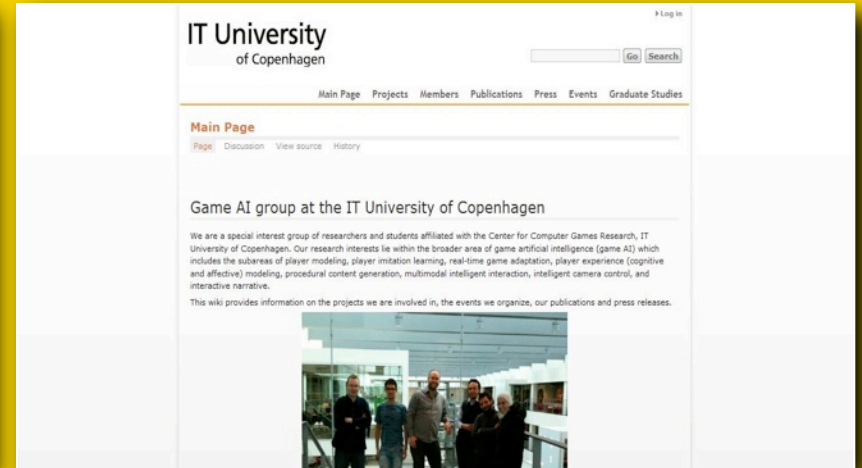 Log in
IT University
of Copenhagen
Go Search
Main Page Projects Members Publications Press Events Graduate Studies
Main Page
Page Discussion View source History
Game AI group at the IT University of Copenhagen
We are a special interest group of researchers and students affiliated with the Center for Computer Games Research, IT
University of Copenhagen. Our research interests lie within the broader area of game artificial intelligence (game AI) which
includes the subareas of player modeling, player imitation learning, real-time game adaptation, player experience (cognitive
and affective) modeling, procedural content generation, multimodal intelligent interaction, intelligent camera control, and
interactive narrative.
This wiki provides information on the projects we are involved in, the events we organize, our publications and press releases.